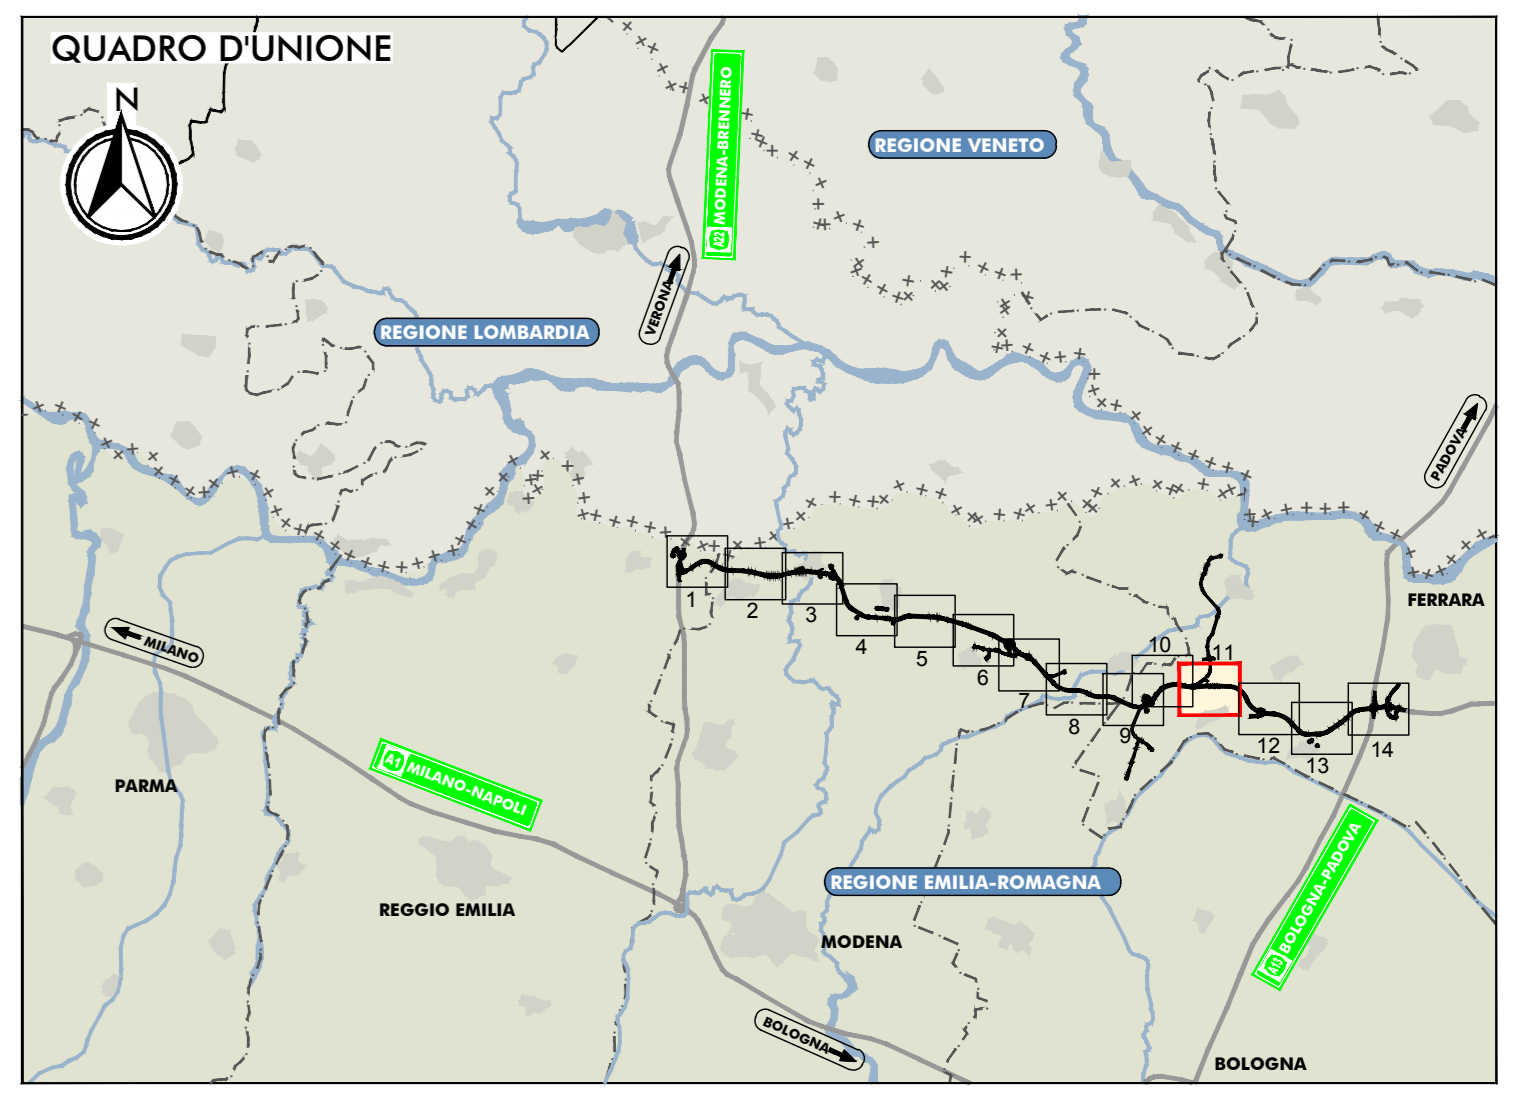 QUADRO D'UNIONE
N
A22 MODENA-BRENNERO
REGIONE VENETO
VERONA
REGIONE LOMBARDIA
PADOVA
1
2
3
4
5
6
7
8
9
10
11
12
13
14
FERRARA
MILANO
PARMA
A1 MILANO-NAPOLI
REGGIO EMILIA
REGIONE EMILIA-ROMAGNA
MODENA
A13 BOLOGNA-PADOVA
BOLOGNA
BOLOGNA